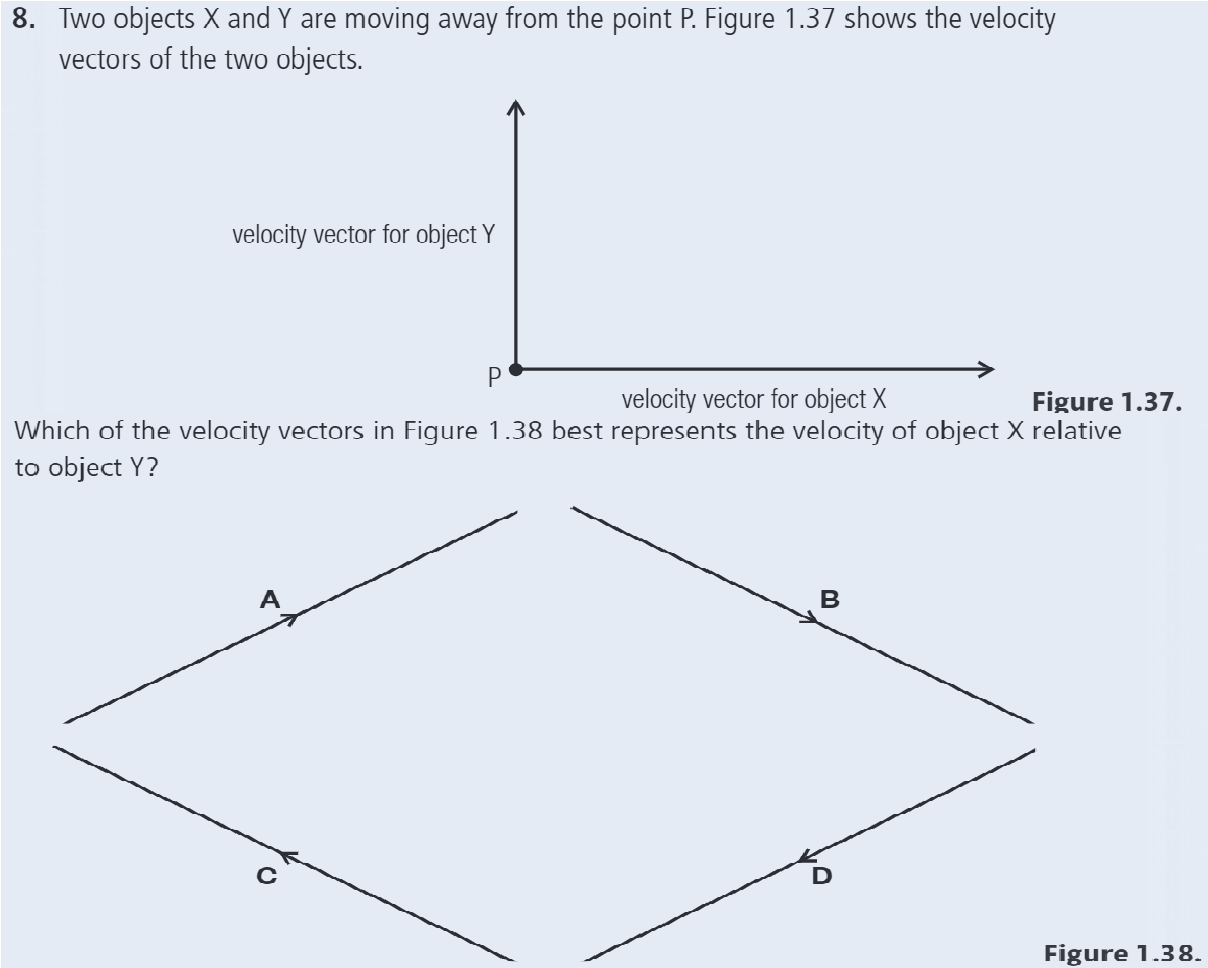 8. Two objects X and Y are moving away from the point P. Figure 1.37 shows the velocity
vectors of the two objects.
velocity vector for object Y
P
velocity vector for object X
Figure 1.37.
Which of the velocity vectors in Figure 1.38 best represents the velocity of object X relative
to object Y?
A
B
C
D
Figure 1.38.